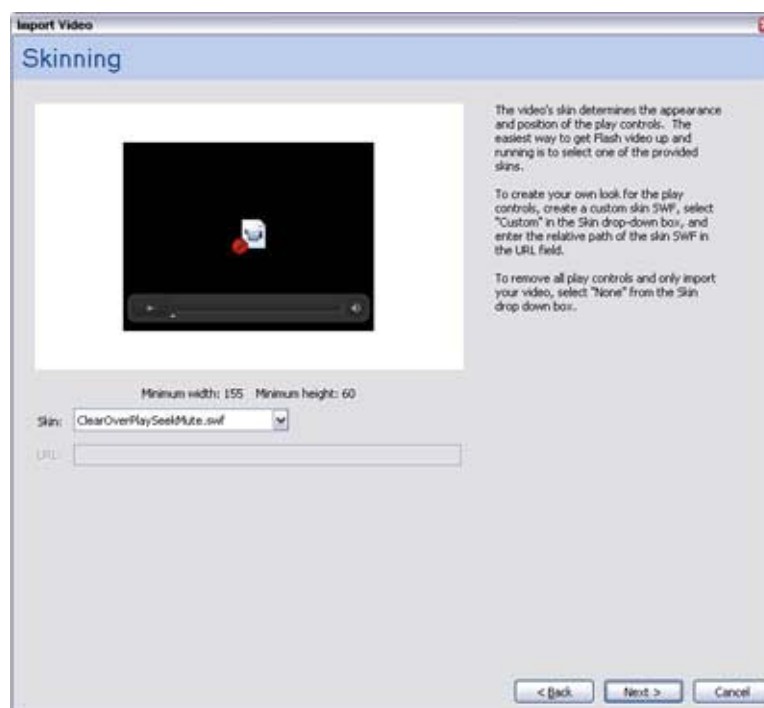 Import Video
Skinning
The video's skin determines the appearance
and position of the play controls. The
easiest way to get Flash video up and
running is to select one of the provided
skins.
To create your own look for the play
controls, create a custom skin SWF, select
"Custom" in the Skin drop-down box, and
enter the relative path of the skin SWF in
the URL field.
To remove all play controls and only import
your video, select "None" from the Skin
drop down box.
Minimum width: 155 Minimum height: 60
Skin: ClearOverPlaySeekMute.swf
URL:
< Back Next > Cancel